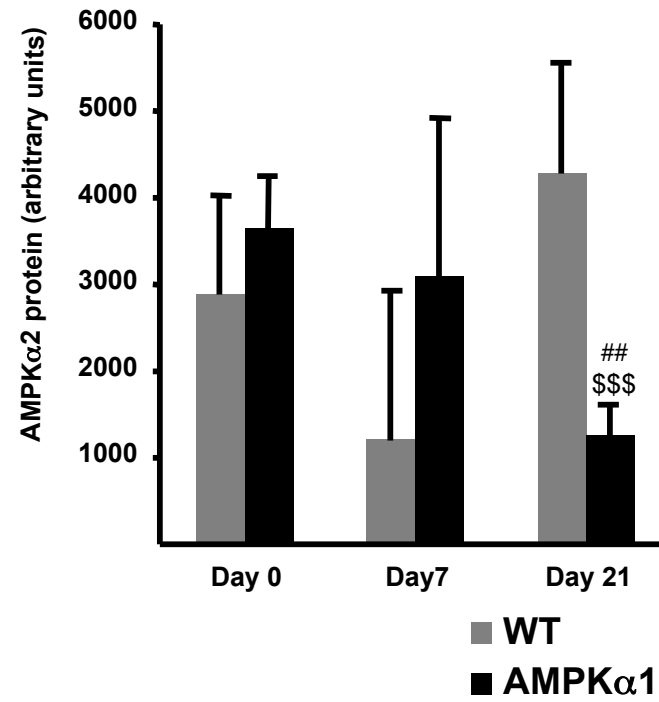 AMPKα2 protein (arbitrary units)
6000
5000
4000
3000
2000
1000
##
$$$
Day 0 Day7 Day 21
WT
AMPKα1